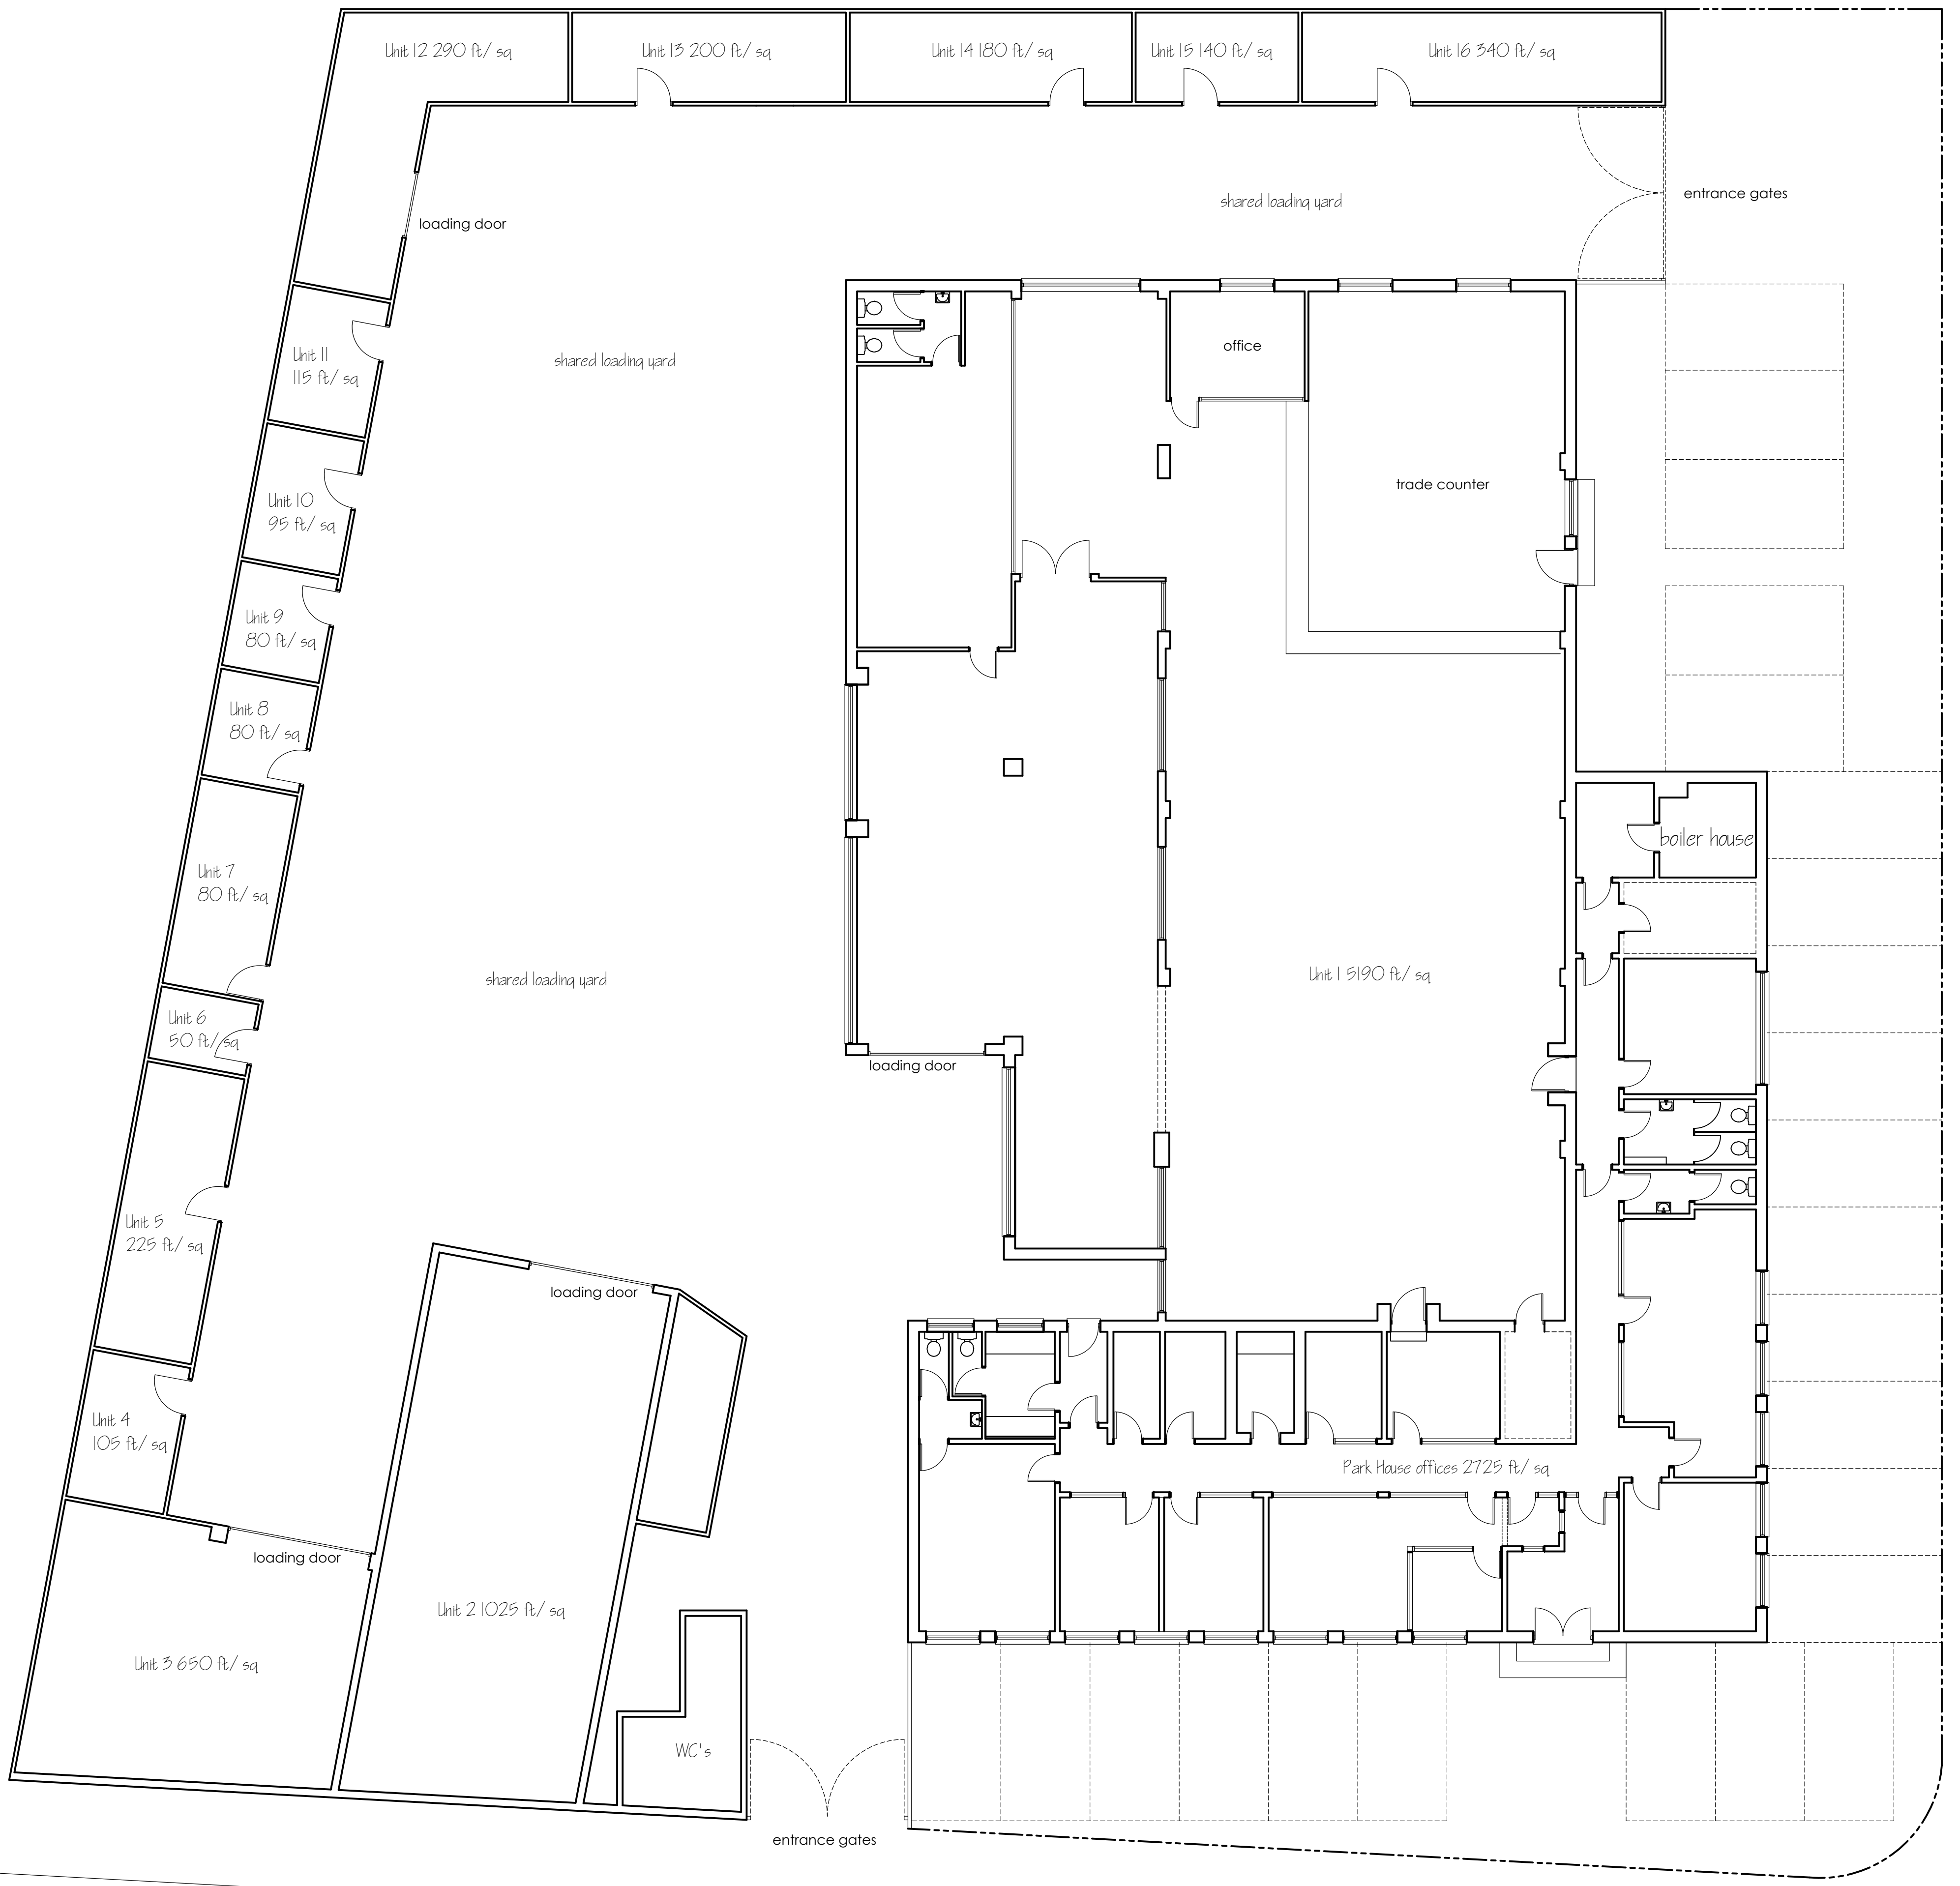 Unit 12 290 ft/ sq
Unit 13 200 ft/ sq
Unit 14 180 ft/ sq
Unit 15 140 ft/ sq
Unit 16 340 ft/ sq
loading door
shared loading yard
entrance gates
shared loading yard
office
Unit 11
115 ft/ sq
trade counter
Unit 10
95 ft/ sq
Unit 9
80 ft/ sq
Unit 8
80 ft/ sq
boiler house
Unit 7
80 ft/ sq
shared loading yard
Unit 1 5190 ft/ sq
Unit 6
50 ft/ sq
loading door
Unit 5
225 ft/ sq
loading door
Unit 4
105 ft/ sq
Park House offices 2725 ft/ sq
loading door
Unit 2 1025 ft/ sq
Unit 3 650 ft/ sq
WC's
entrance gates